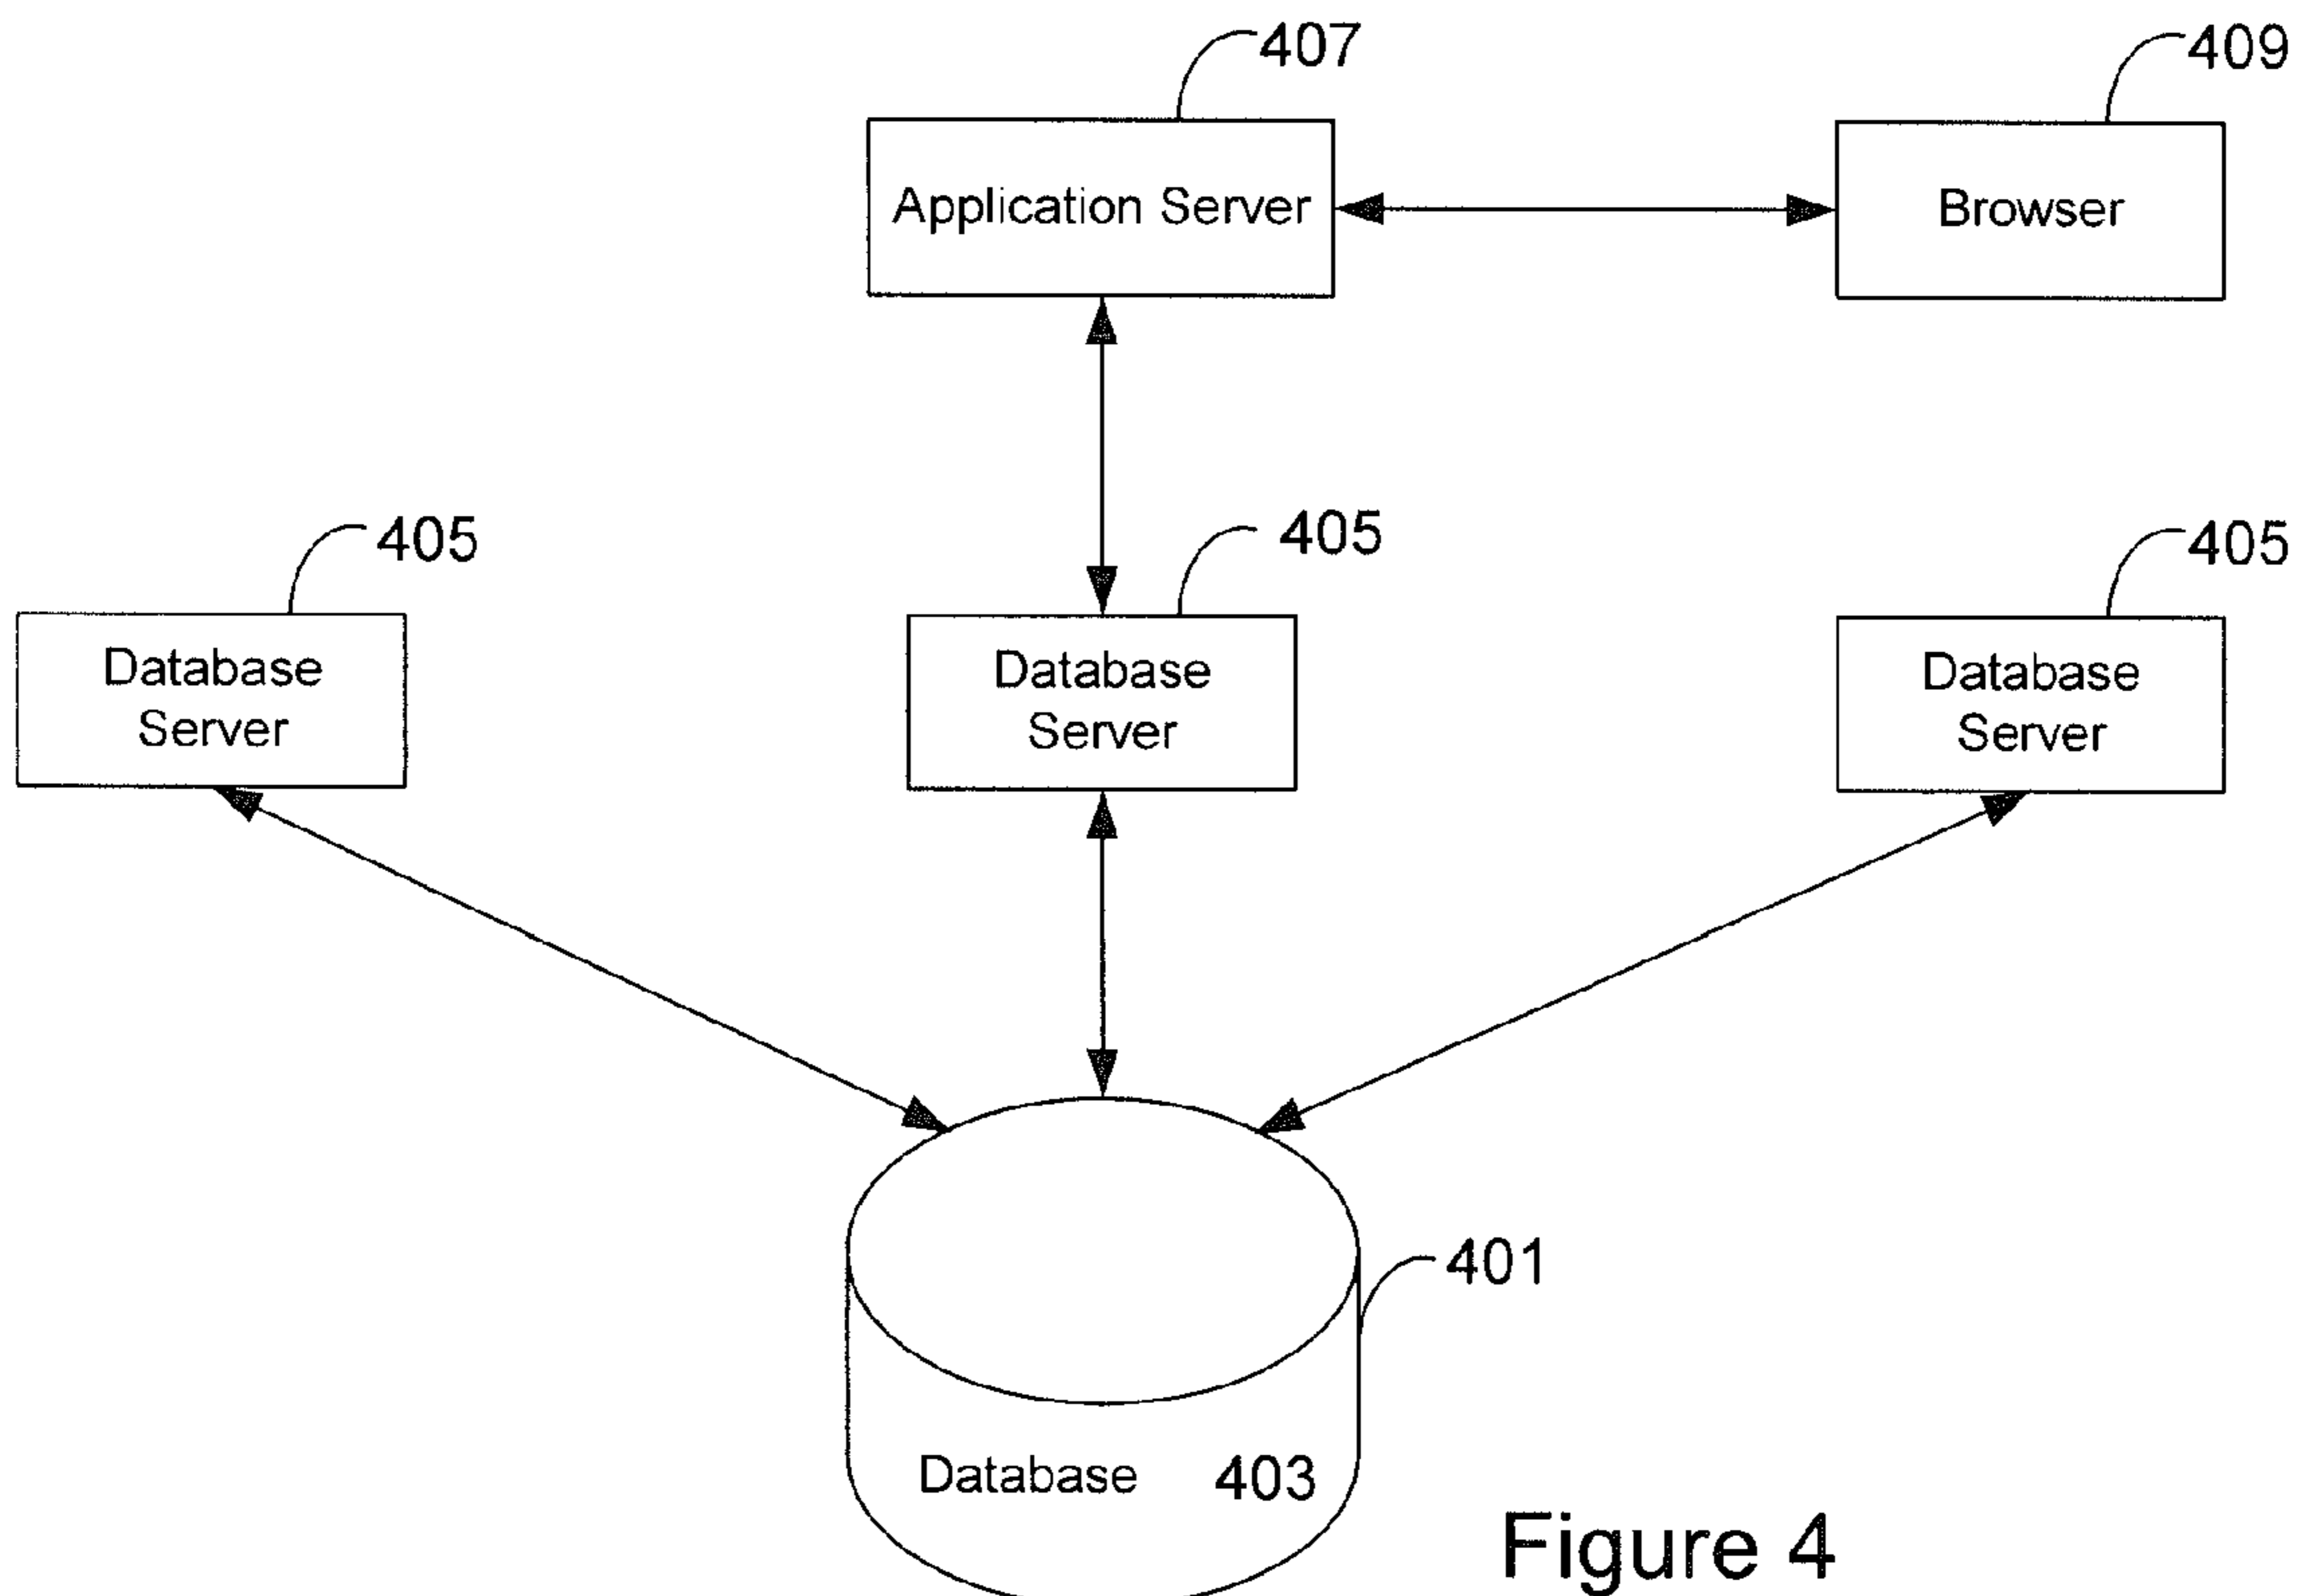 407
409
Application Server
Browser
405
405
405
Database
Server
Database
Server
Database
Server
401
Database 403
Figure 4